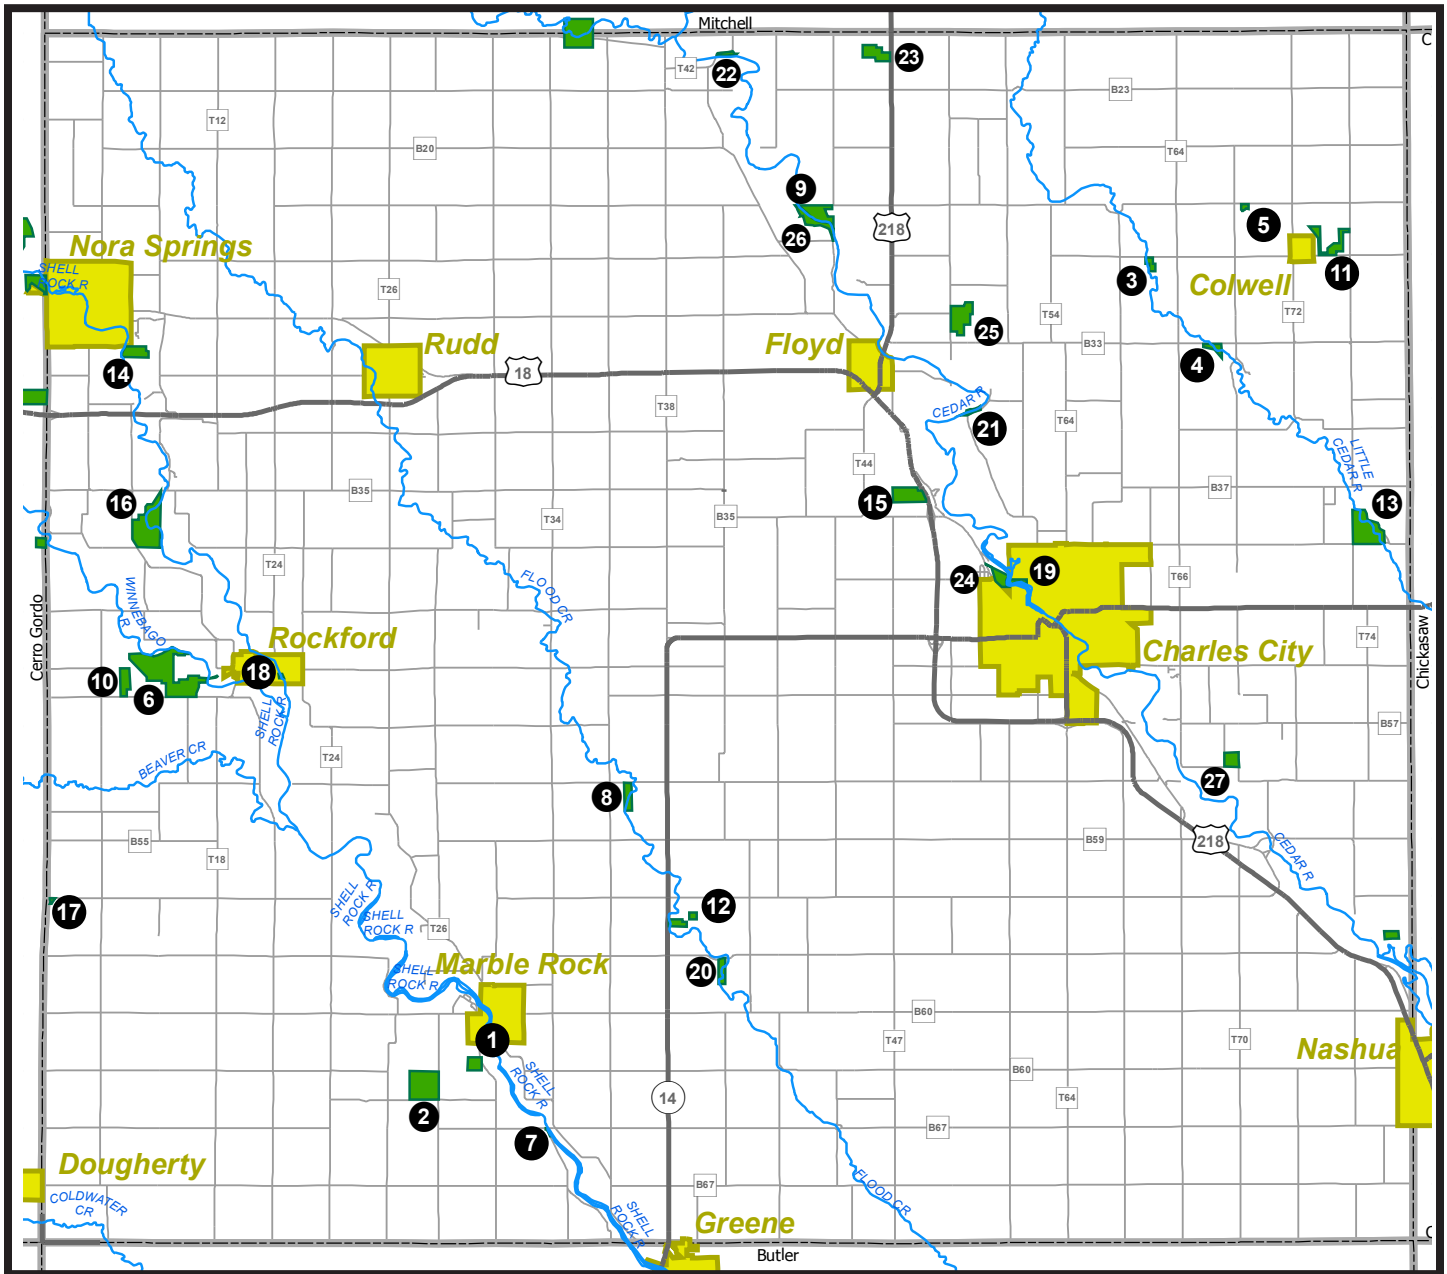 Mitchell
C
T42
22
23
B23
T12
B20
T64
9
26
218
5
Nora Springs
SHELL
ROCK R
3
11
Colwell
T26
T54
T72
25
Rudd
Floyd
B33
18
14
4
T38
CEDAR R
21
T64
T44
LITTLE
CEDAR R
B35
15
B37
16
13
T34
B35
T24
24
19
T66
FLOOD CR
WINNEBAGO
R
Cerro Gordo
Rockford
T74
Charles City
Chickasaw
10
6
18
SHELL
ROCK R
B57
BEAVER CR
T24
27
8
B55
B59
218
T18
CEDAR R
17
SHELL
ROCK R
SHELL
ROCK R
12
T26
Marble Rock
SHELL
ROCK R
20
B60
1
T47
T70
Nashua
B60
SHELL
ROCK R
2
14
T64
7
B67
Dougherty
B67
FLOOD CR
COLDWATER
CR
SHELL
ROCK R
Greene
Butler
C